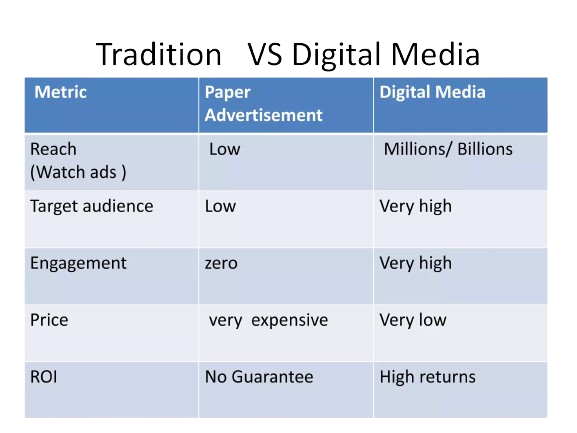 Tradition VS Digital Media
Metric Paper Digital Media
Advertisement
Reach Low Millions/ Billions
(Watch ads )
Target audience Low Very high
Engagement zero Very high
Price very expensive Very low
ROI No Guarantee High returns